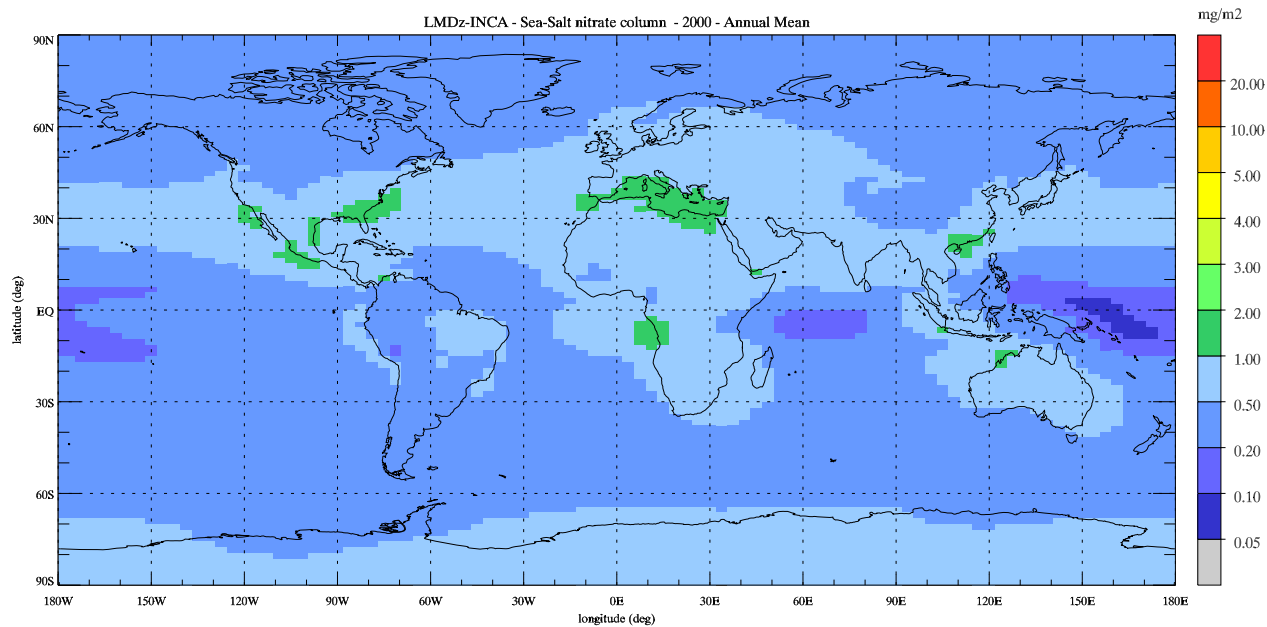 LMDz-INCA - Sea-Salt nitrate column - 2000 - Annual Mean
mg/m2
90N
60N
30N
EQ
30S
60S
90S
latitude (deg)
180W 150W 120W 90W 60W 30W 0E 30E 60E 90E 120E 150E 180E
longitude (deg)
20.00
10.00
5.00
4.00
3.00
2.00
1.00
0.50
0.20
0.10
0.05